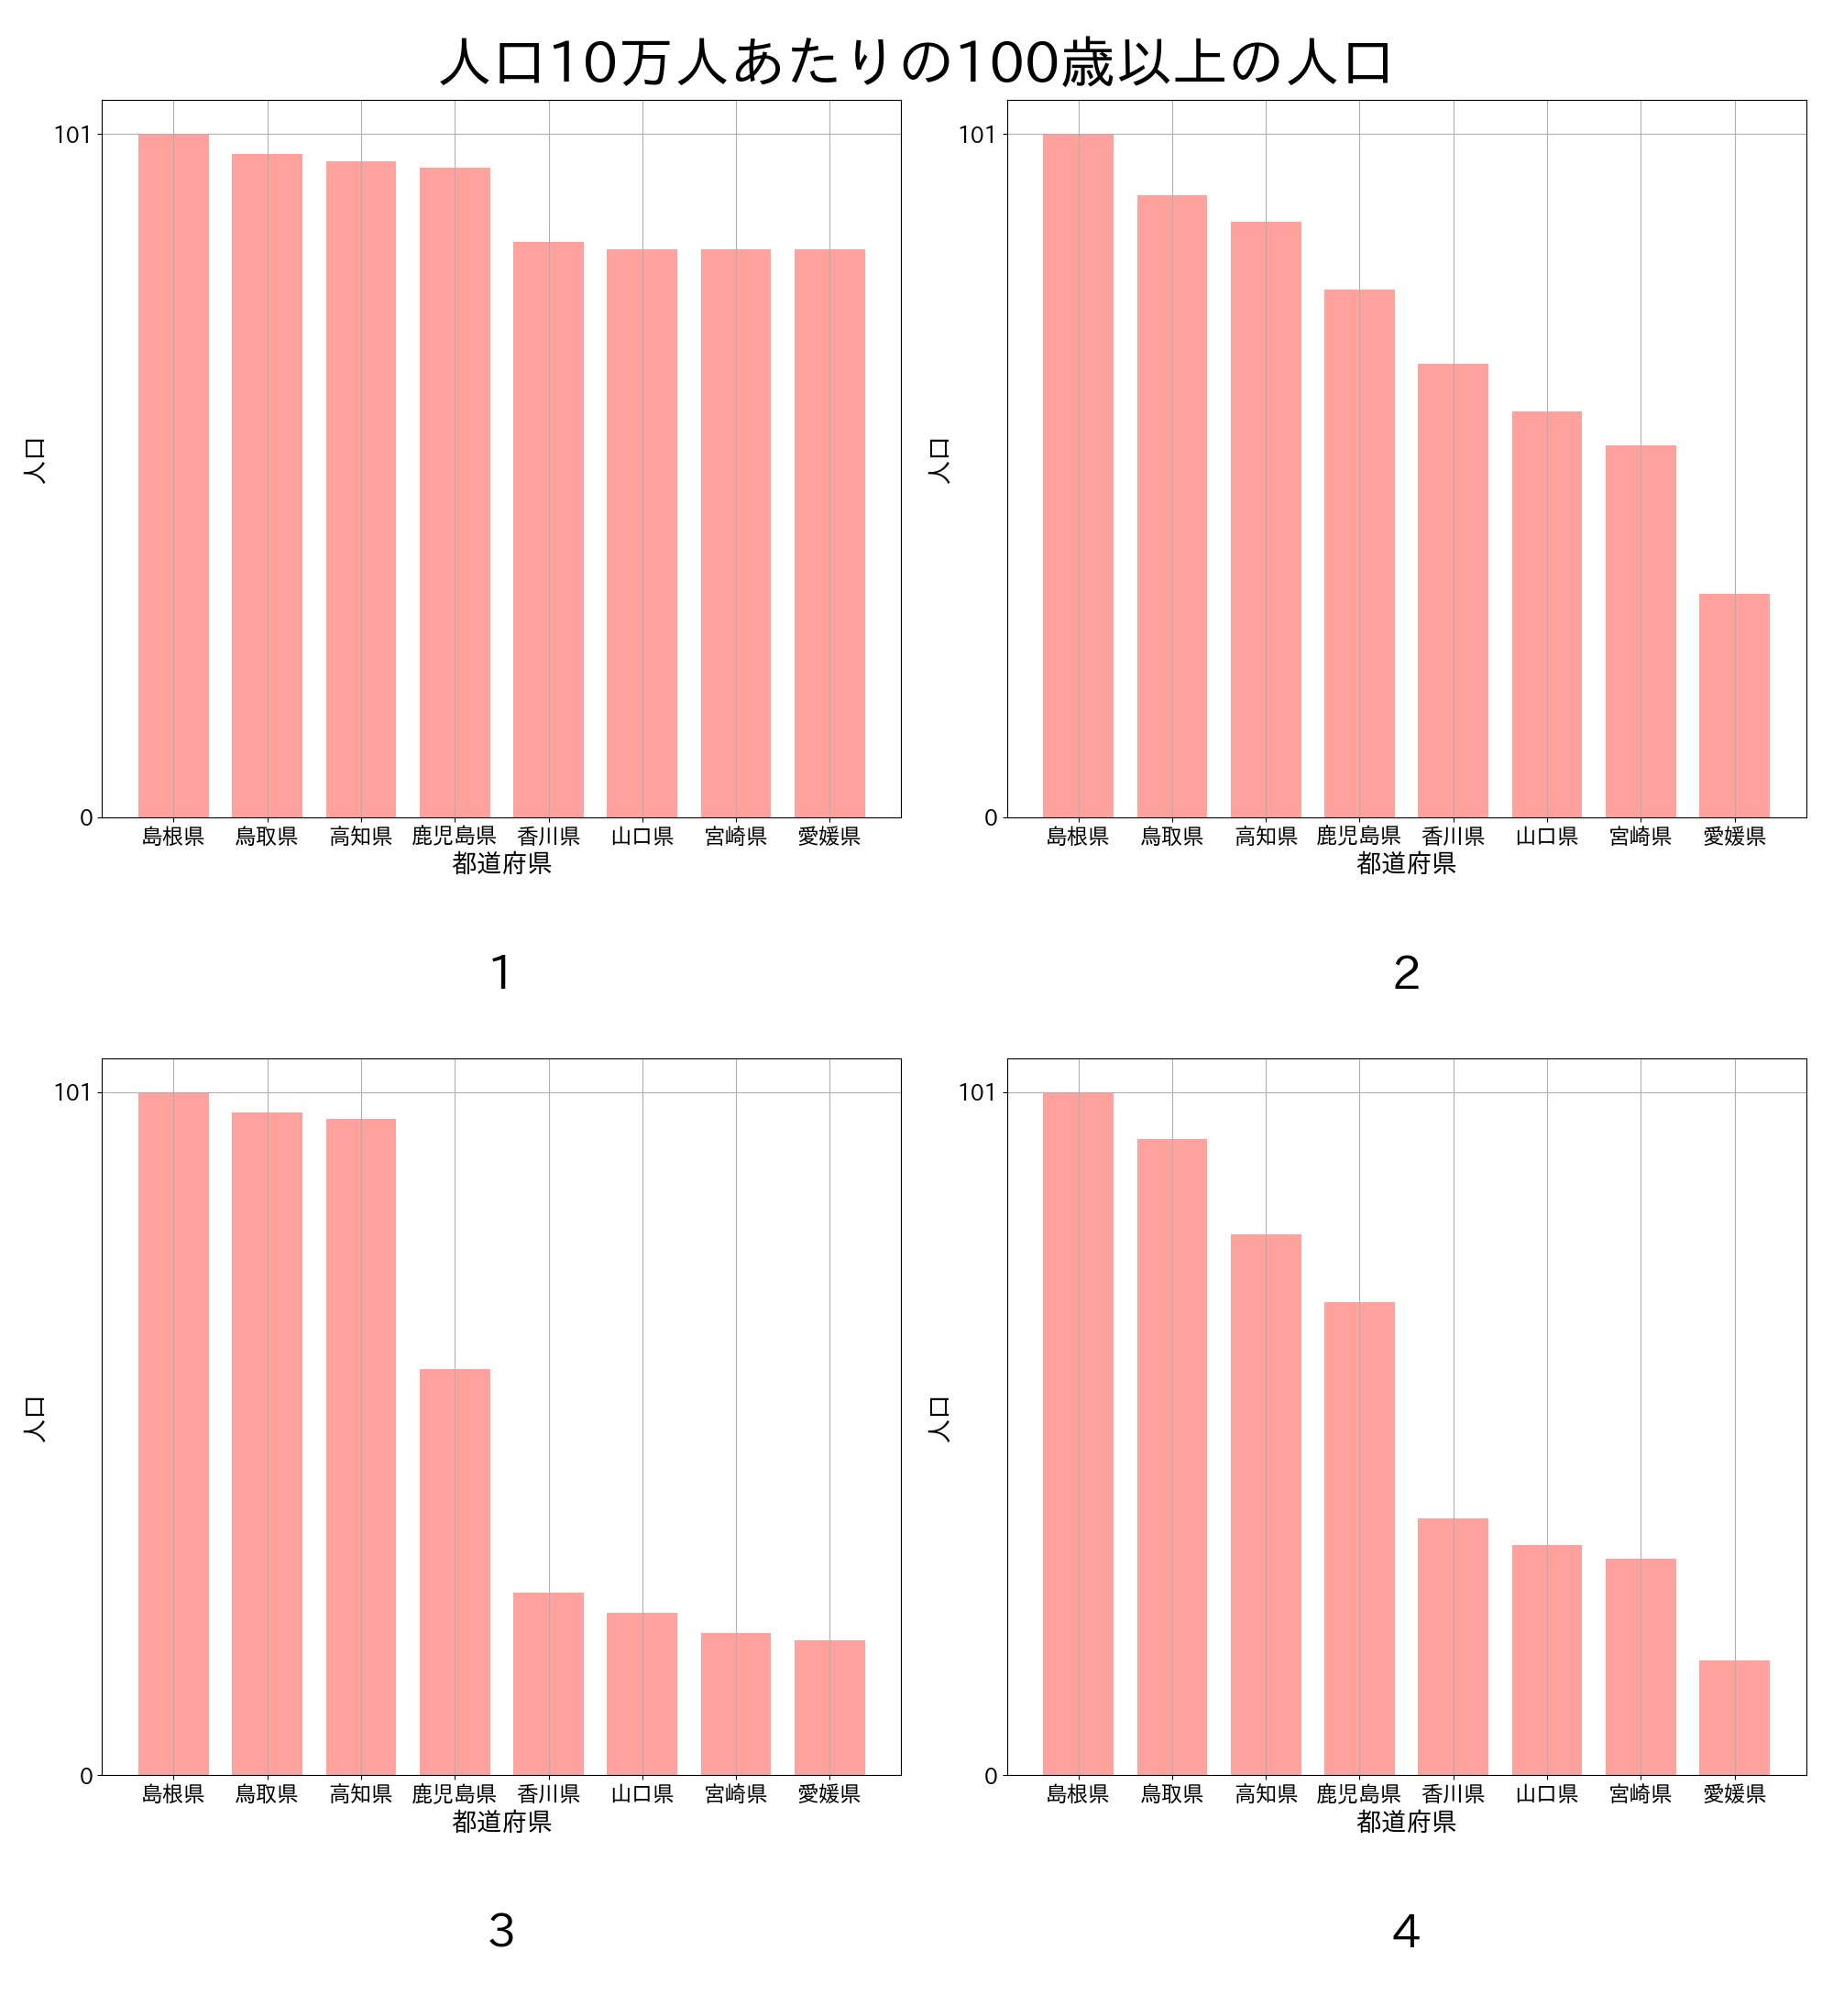 人口10万人あたりの100歳以上の人口
101
0
人口
島根県 鳥取県 高知県 鹿児島県 香川県 山口県 宮崎県 愛媛県
都道府県
1
101
0
人口
島根県 鳥取県 高知県 鹿児島県 香川県 山口県 宮崎県 愛媛県
都道府県
2
101
0
人口
島根県 鳥取県 高知県 鹿児島県 香川県 山口県 宮崎県 愛媛県
都道府県
3
101
0
人口
島根県 鳥取県 高知県 鹿児島県 香川県 山口県 宮崎県 愛媛県
都道府県
4